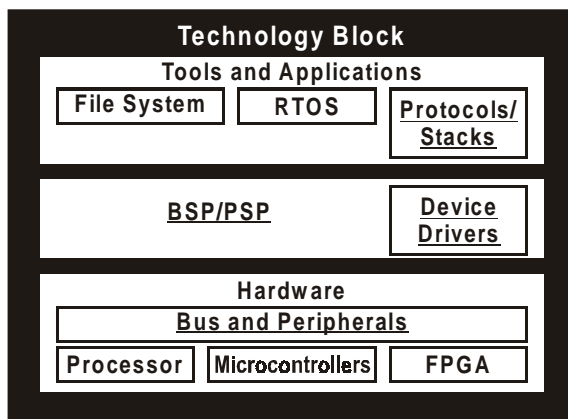 Technology Block
Tools and Applications
File System
RTOS
Protocols/
Stacks
BSP/PSP
Device
Drivers
Hardware
Bus and Peripherals
Processor
Microcontrollers
FPGA